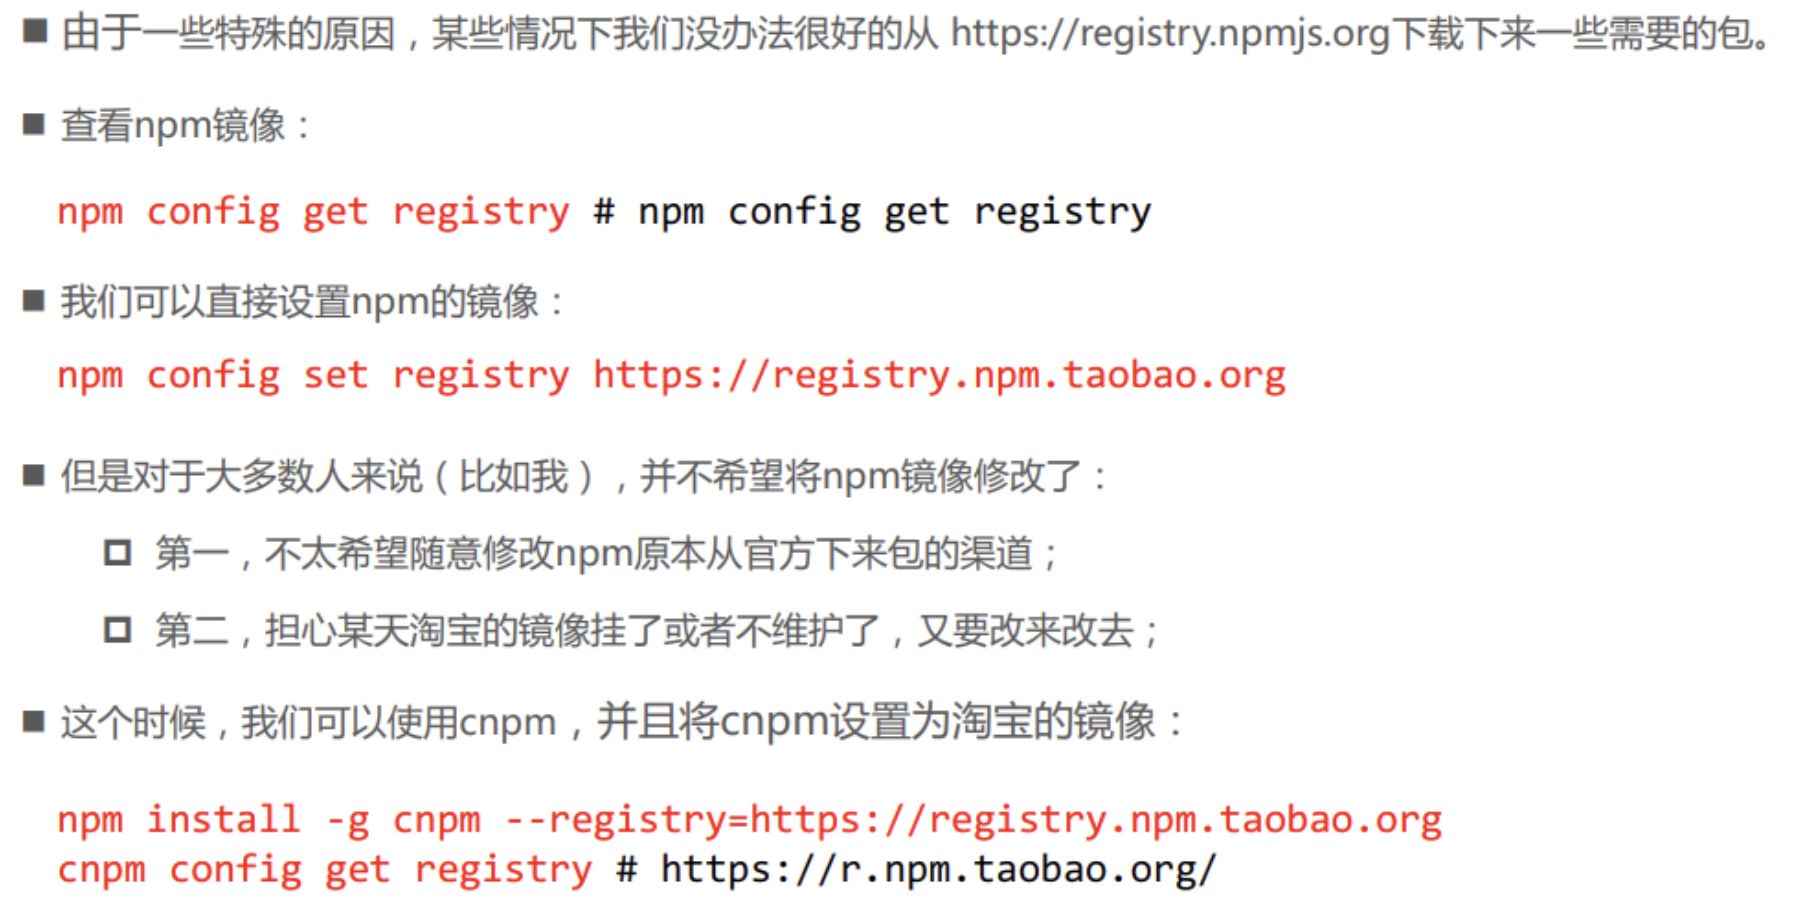 ■ 由于一些特殊的原因，某些情况下我们没办法很好的从 https://registry.npmjs.org下载下来一些需要的包。
■ 查看npm镜像：
npm config get registry # npm config get registry
■ 我们可以直接设置npm的镜像：
npm config set registry https://registry.npm.taobao.org
■ 但是对于大多数人来说（比如我），并不希望将npm镜像修改了：
第一，不太希望随意修改npm原本从官方下来包的渠道；
第二，担心某天淘宝的镜像挂了或者不维护了，又要改来改去；
■ 这个时候，我们可以使用cnpm，并且将cnpm设置为淘宝的镜像：
npm install -g cnpm --registry=https://registry.npm.taobao.org
cnpm config get registry # https://r.npm.taobao.org/